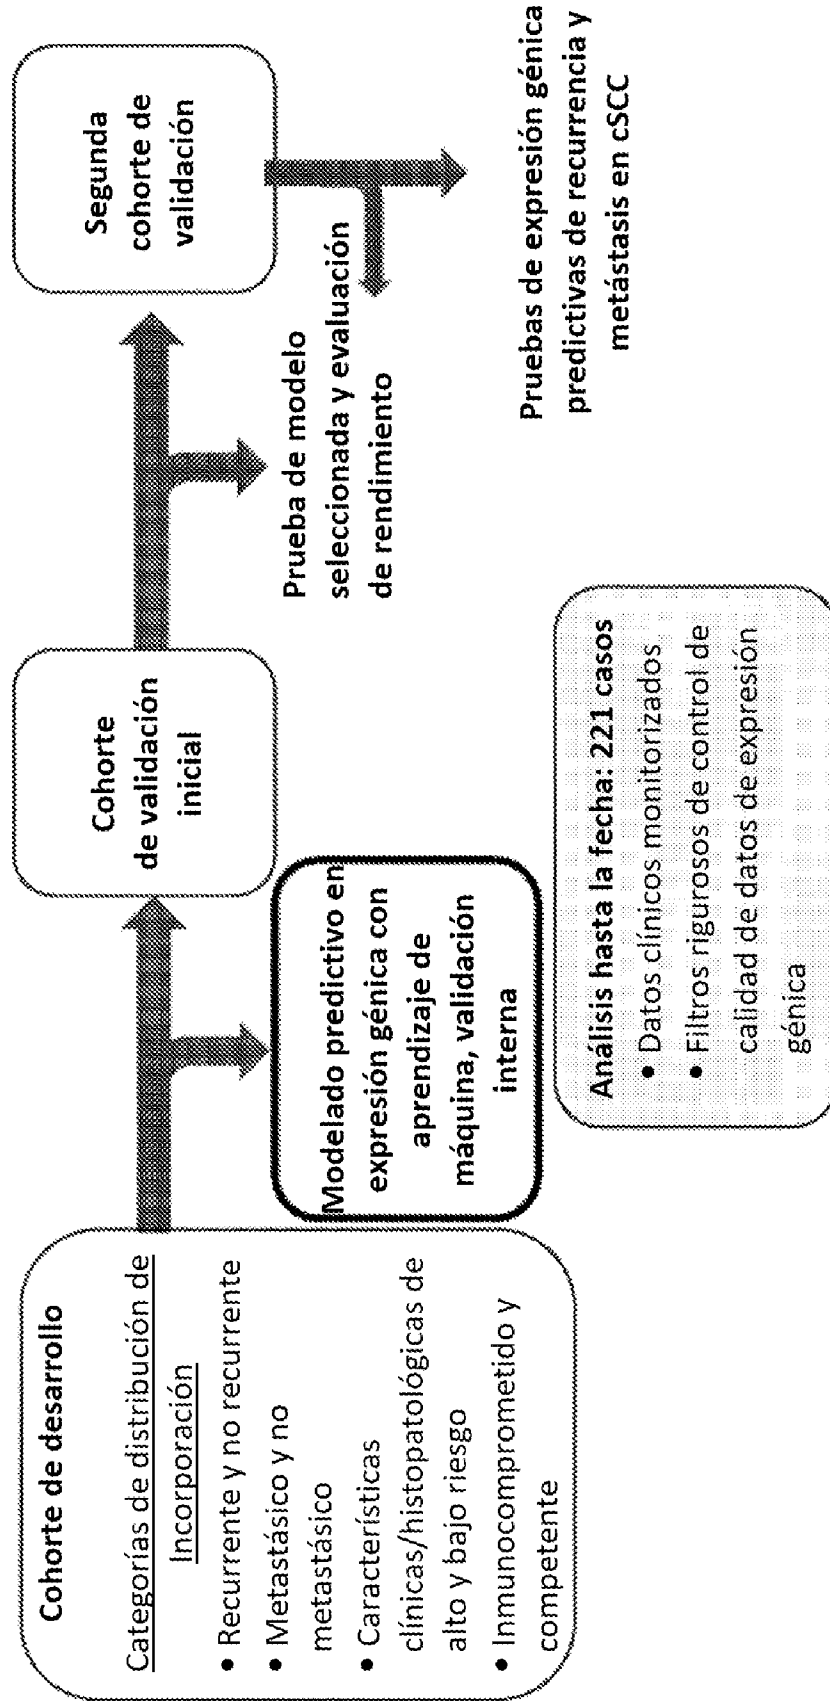 Cohorte de desarrollo
Categorías de distribución de
Incorporación
• Recurrente y no recurrente
• Metastásico y no
metastásico
• Características
clínicas/histopatológicas de
alto y bajo riesgo
• Inmunocomprometido y
competente
Modelado predictivo en
expresión génica con
aprendizaje de
máquina, validación
interna
Cohorte
de validación
inicial
Prueba de modelo
seleccionada y evaluación
de rendimiento
Segunda
cohorte de
validación
Pruebas de expresión génica
predictivas de recurrencia y
metástasis en cSCC
Análisis hasta la fecha: 221 casos
• Datos clínicos monitorizados
• Filtros rigurosos de control de
calidad de datos de expresión
génica